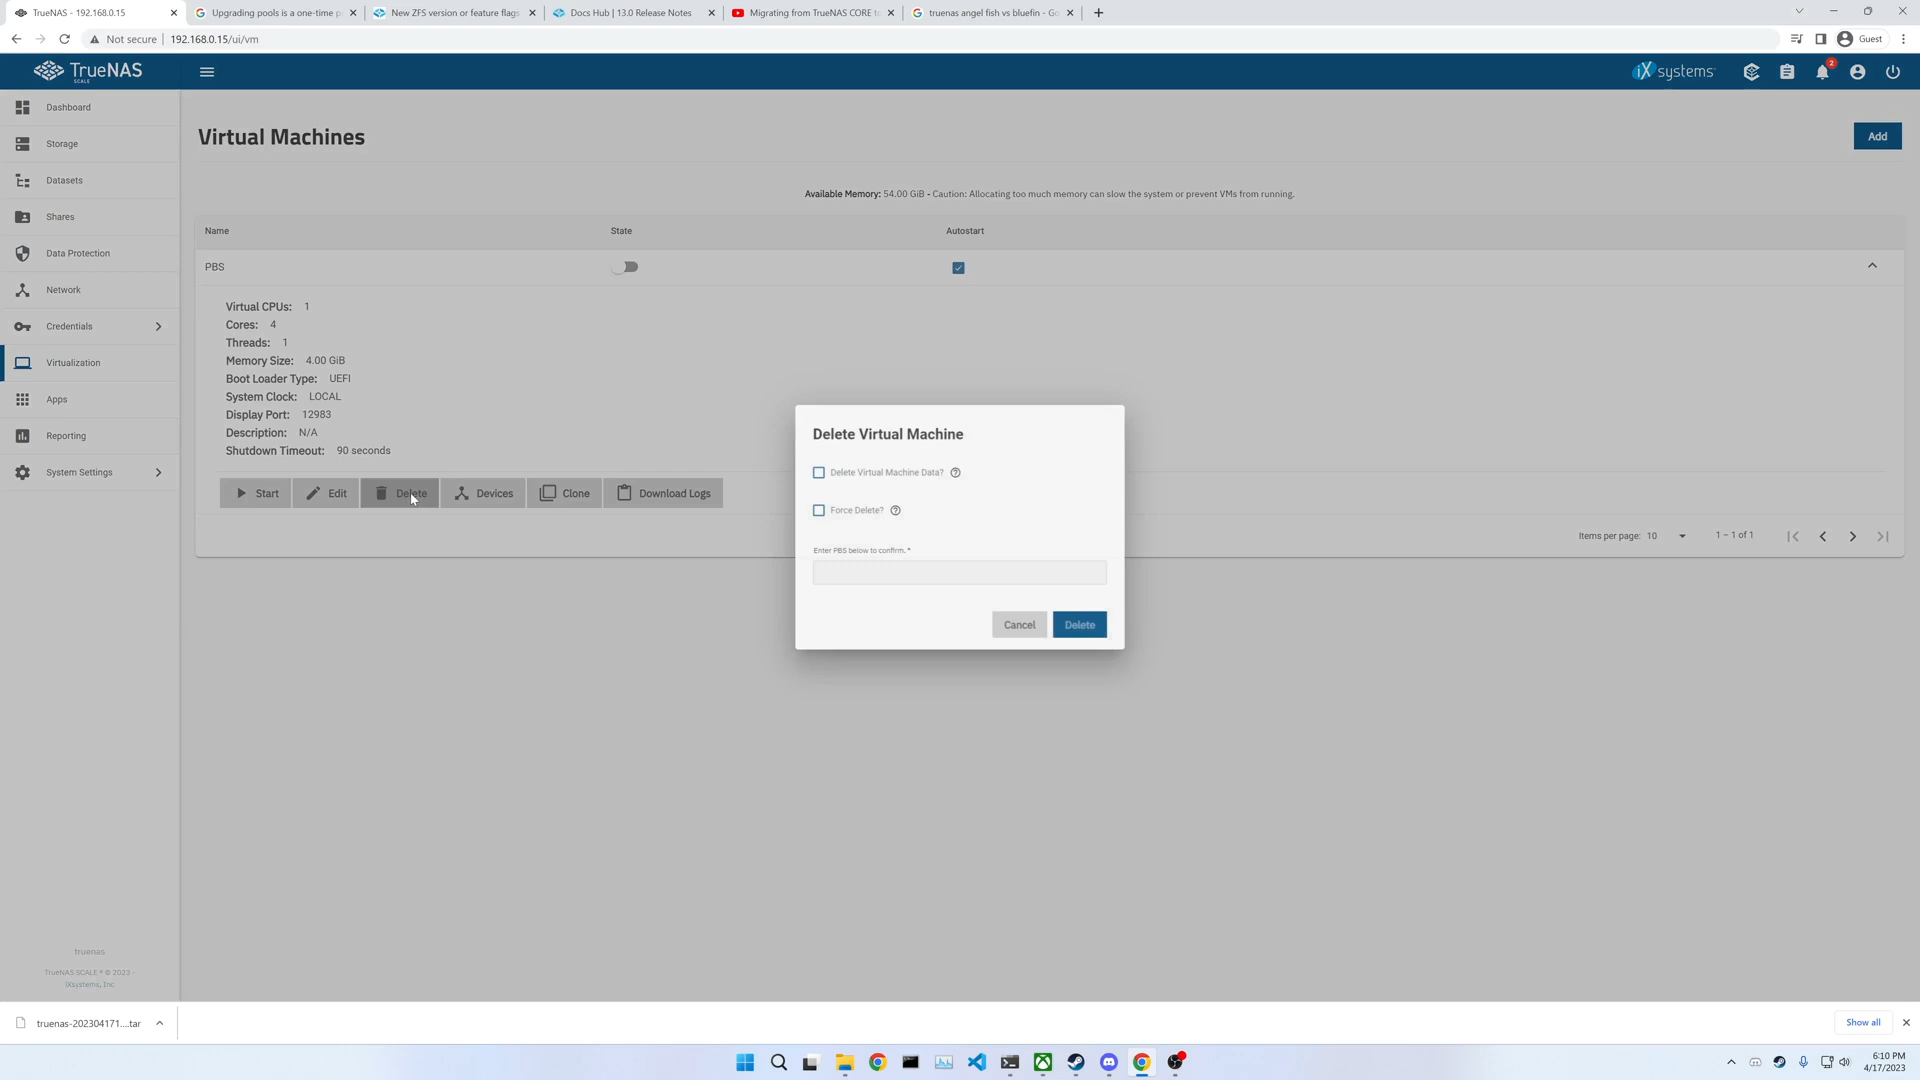 TrueNAS - 192.168.0.15
Upgrading pools is a one-time p
New ZFS version or feature flags
Docs Hub | 13.0 Release Notes
Migrating from TrueNAS CORE to
truenas angel fish vs bluefin - Go
Not secure
192.168.0.15/ui/vm
Guest
TrueNAS
SCALE
iXsystems
2
Dashboard
Storage
Datasets
Shares
Data Protection
Network
Credentials
Virtualization
Apps
Reporting
System Settings
truenas
TrueNAS SCALE ® © 2023 -
iXsystems, Inc
Virtual Machines
Add
Available Memory: 54.00 GiB - Caution: Allocating too much memory can slow the system or prevent VMs from running.
Name State Autostart
PBS
Virtual CPUs: 1
Cores: 4
Threads: 1
Memory Size: 4.00 GiB
Boot Loader Type: UEFI
System Clock: LOCAL
Display Port: 12983
Description: N/A
Shutdown Timeout: 90 seconds
Start Edit Delete Devices Clone Download Logs
Items per page: 10 1 – 1 of 1
Delete Virtual Machine
Delete Virtual Machine Data?
Force Delete?
Enter PBS below to confirm. *
Cancel Delete
truenas-202304171....tar
Show all
6:10 PM
4/17/2023